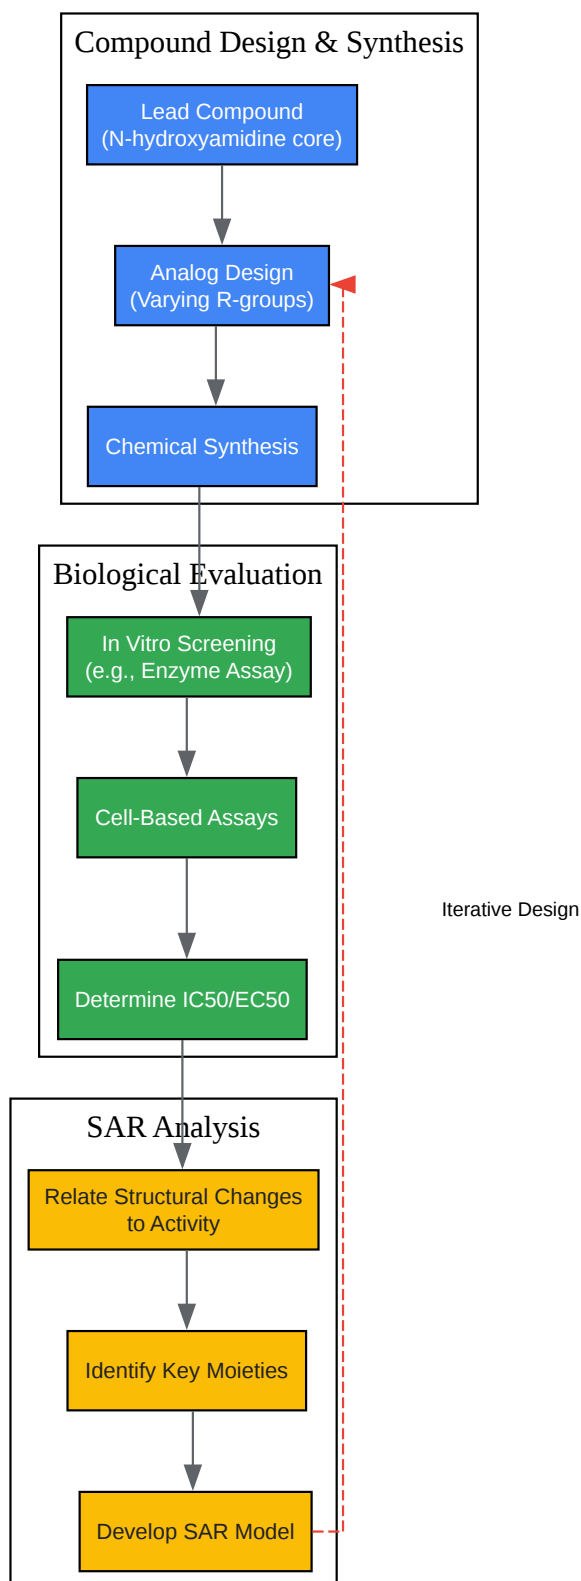 Compound Design & Synthesis
Lead Compound
(N-hydroxyamidine core)
Analog Design
(Varying R-groups)
Chemical Synthesis
Biological Evaluation
In Vitro Screening
(e.g., Enzyme Assay)
Cell-Based Assays
Iterative Design
Determine IC50/EC50
SAR Analysis
Relate Structural Changes
to Activity
Identify Key Moieties
Develop SAR Model